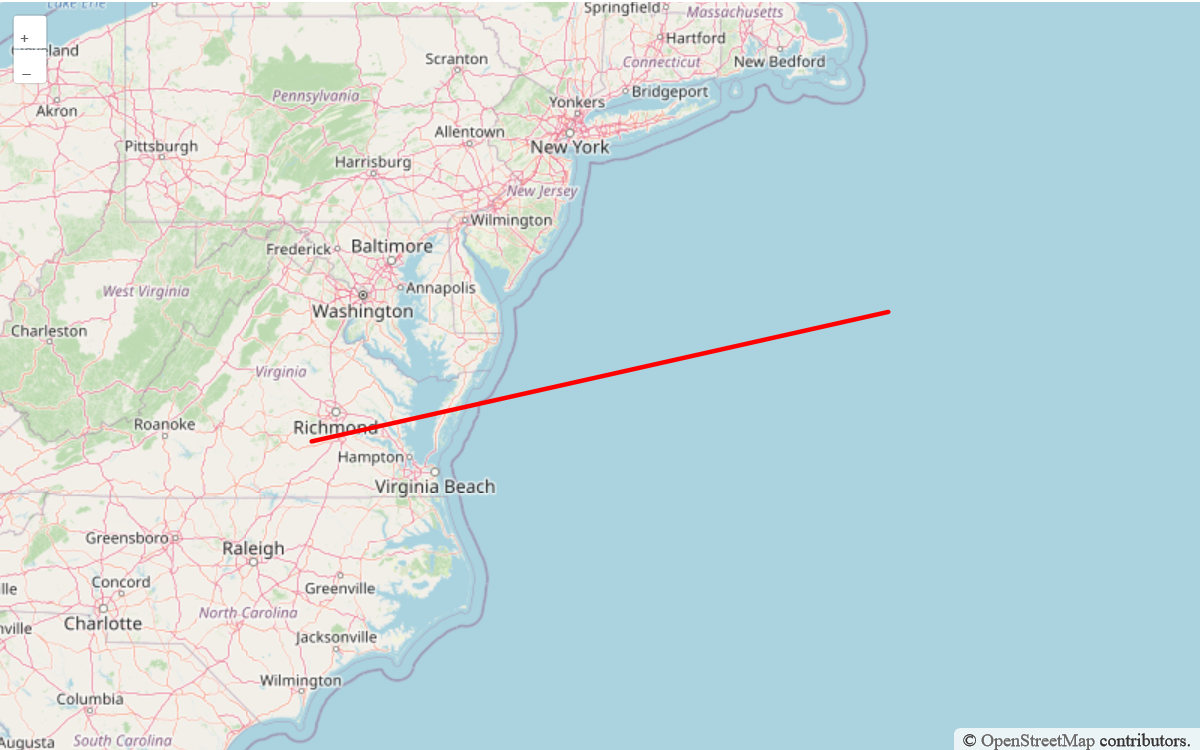 Lake Erie
Springfield
Massachusetts
+
Hartford
Cleveland
Scranton
Connecticut
New Bedford
–
Pennsylvania
Yonkers
Bridgeport
Akron
Allentown
New York
Pittsburgh
Harrisburg
New Jersey
Wilmington
Frederick
Baltimore
West Virginia
Annapolis
Washington
Charleston
Virginia
Roanoke
Richmond
Hampton
Virginia Beach
Greensboro
Raleigh
Concord
Greenville
lle
North Carolina
Charlotte
nville
Jacksonville
Wilmington
Columbia
Augusta
South Carolina
© OpenStreetMap contributors.